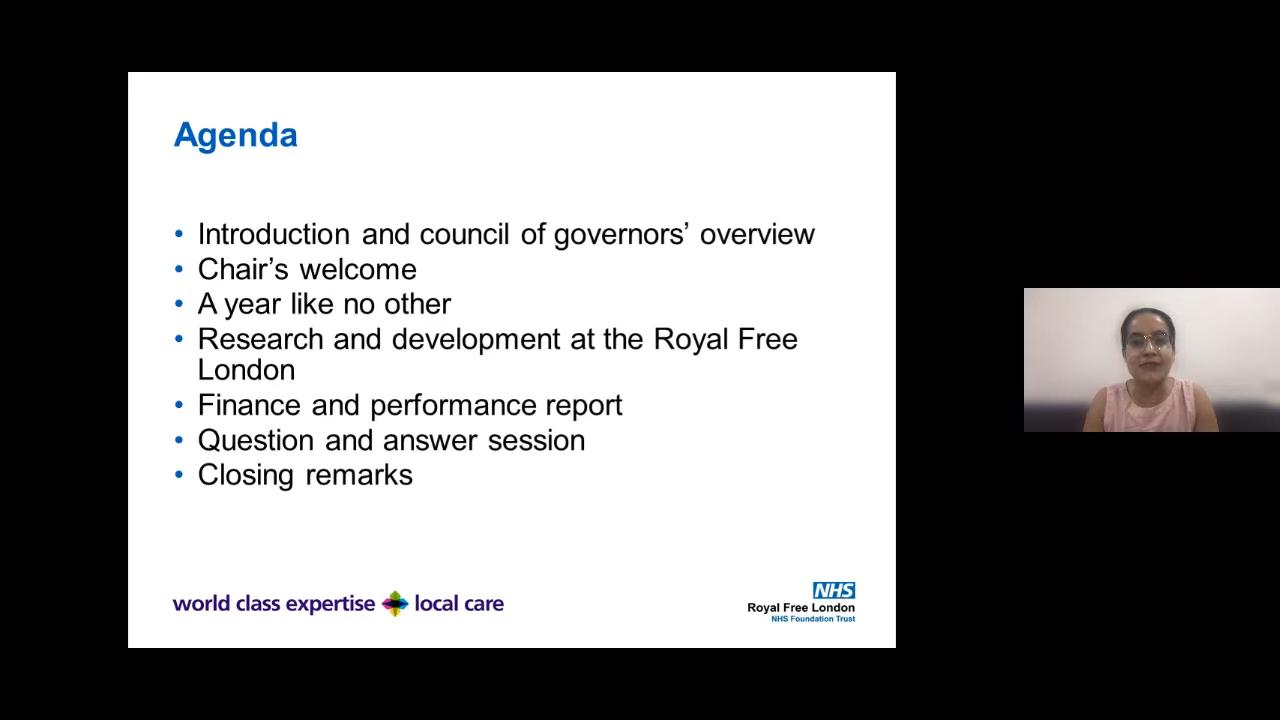 Agenda
• Introduction and council of governors’ overview
• Chair’s welcome
• A year like no other
• Research and development at the Royal Free
London
• Finance and performance report
• Question and answer session
• Closing remarks
world class expertise local care
NHS
Royal Free London
NHS Foundation Trust